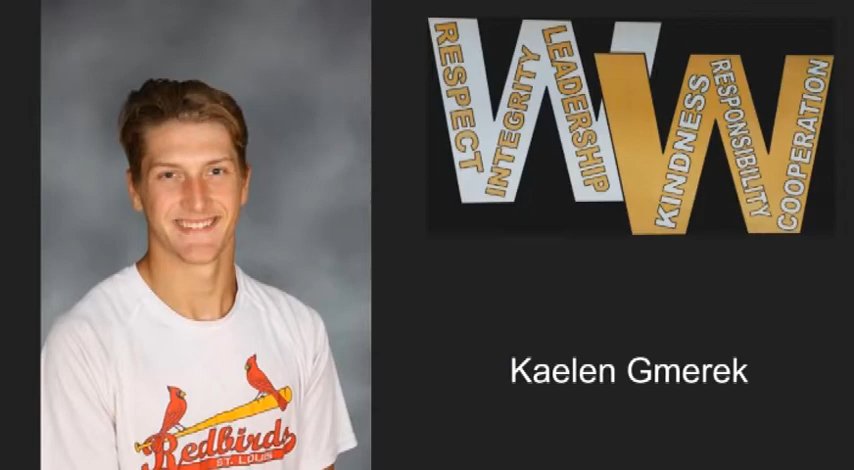 RESPECT
INTEGRITY
LEADERSHIP
KINDNESS
RESPONSIBILITY
COOPERATION
Kaelen Gmerek
Redbirds
ST. LOUIS